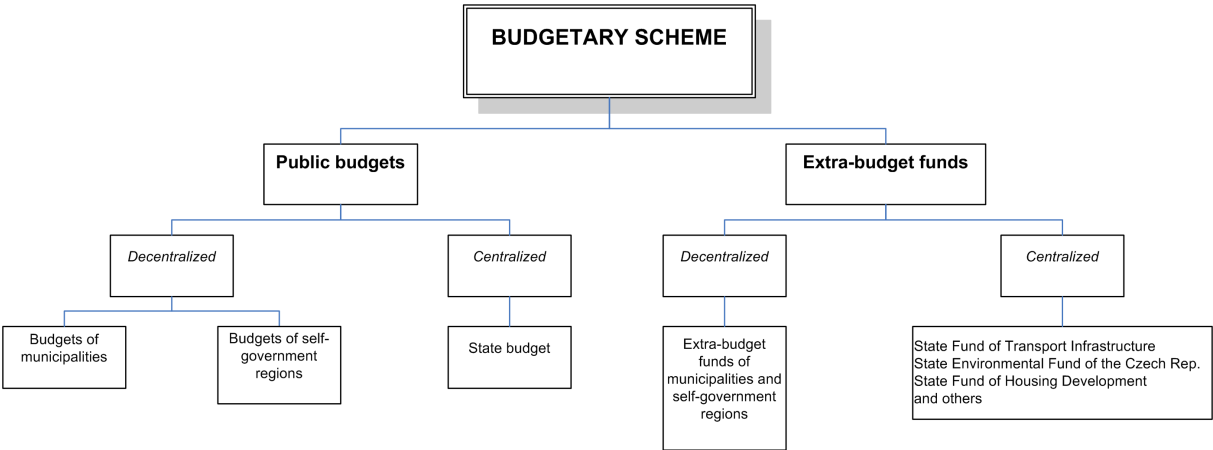 BUDGETARY SCHEME
Public budgets
Extra-budget funds
Decentralized
Centralized
Decentralized
Centralized
Budgets of
municipalities
Budgets of self-
government
regions
State budget
Extra-budget
funds of
municipalities and
self-government
regions
State Fund of Transport Infrastructure
State Environmental Fund of the Czech Rep.
State Fund of Housing Development
and others